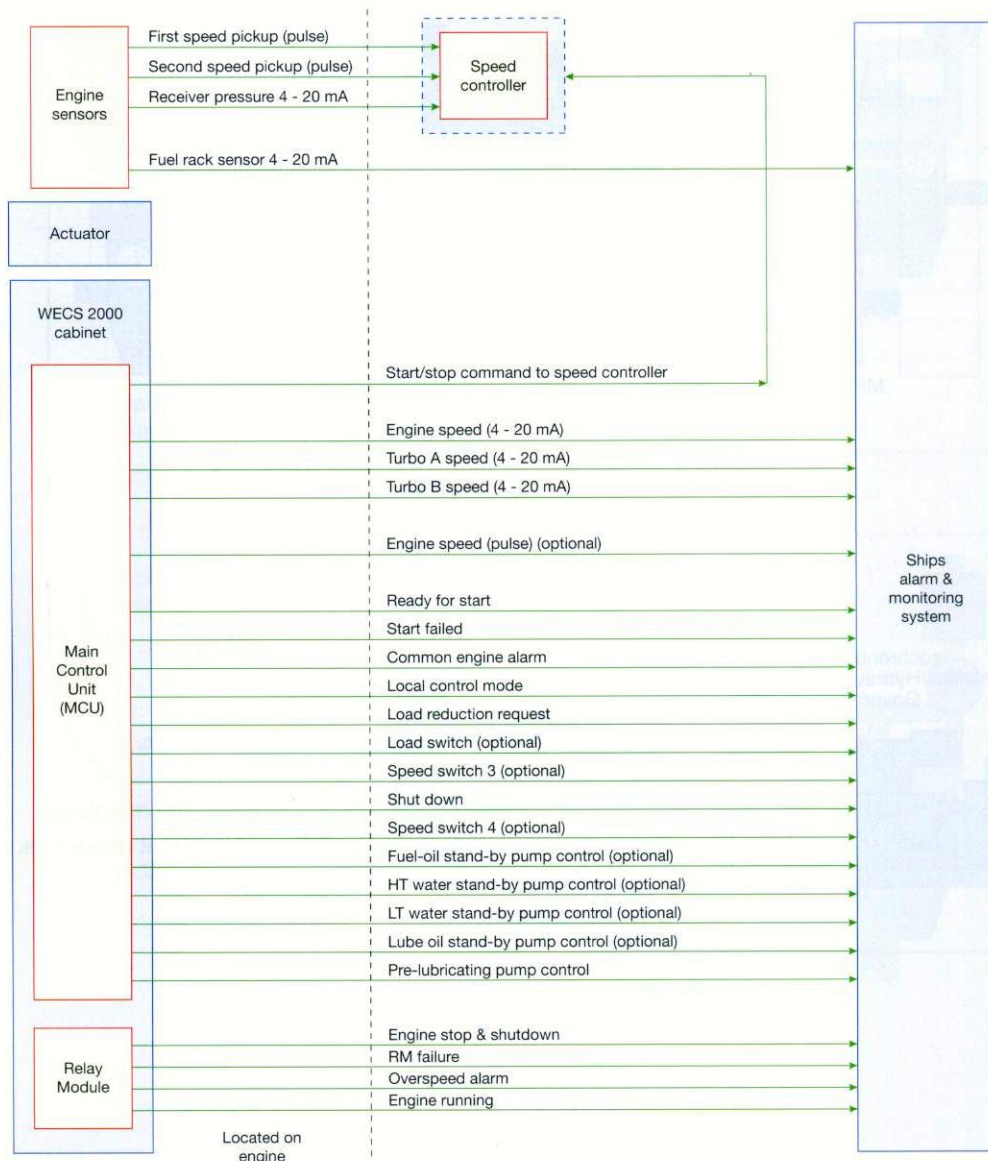 First speed pickup (pulse)
Second speed pickup (pulse)
Receiver pressure 4 - 20 mA
Fuel rack sensor 4 - 20 mA
Engine
sensors
Speed
controller
Actuator
WECS 2000
cabinet
Start/stop command to speed controller
Engine speed (4 - 20 mA)
Turbo A speed (4 - 20 mA)
Turbo B speed (4 - 20 mA)
Engine speed (pulse) (optional)
Ready for start
Start failed
Common engine alarm
Local control mode
Load reduction request
Load switch (optional)
Speed switch 3 (optional)
Shut down
Speed switch 4 (optional)
Fuel-oil stand-by pump control (optional)
HT water stand-by pump control (optional)
LT water stand-by pump control (optional)
Lube oil stand-by pump control (optional)
Pre-lubricating pump control
Main
Control
Unit
(MCU)
Ships
alarm &
monitoring
system
Engine stop & shutdown
RM failure
Overspeed alarm
Engine running
Relay
Module
Located on
engine